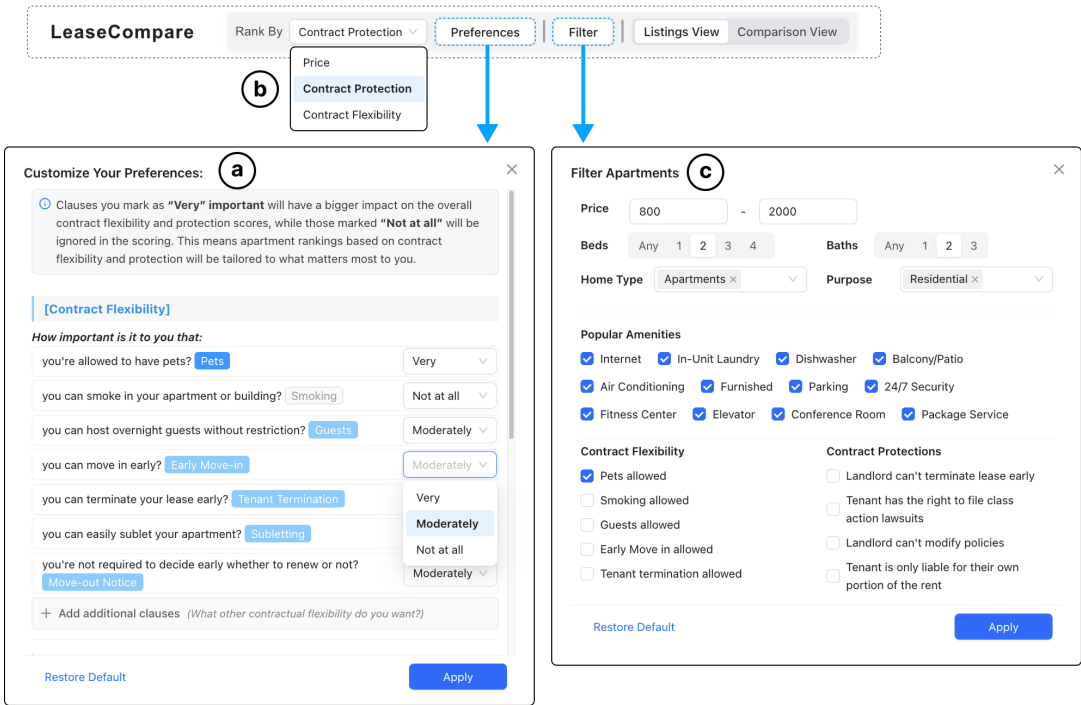 LeaseCompare
Rank By Contract Protection Preferences Filter Listings View Comparison View
Price
Contract Protection
Contract Flexibility
b
a
Customize Your Preferences:
Clauses you mark as “Very” important will have a bigger impact on the overall
contract flexibility and protection scores, while those marked “Not at all” will be
ignored in the scoring. This means apartment rankings based on contract
flexibility and protection will be tailored to what matters most to you.
[Contract Flexibility]
How important is it to you that:
you're allowed to have pets? Pets Very
you can smoke in your apartment or building? Smoking Not at all
you can host overnight guests without restriction? Guests Moderately
you can move in early? Early Move-in Moderately
you can terminate your lease early? Tenant Termination
Very
Moderately
Not at all
you can easily sublet your apartment? Subletting
you're not required to decide early whether to renew or not?
Move-out Notice Moderately
+ Add additional clauses (What other contractual flexibility do you want?)
Restore Default Apply
c
Filter Apartments
Price 800 - 2000
Beds Any 1 2 3 4 Baths Any 1 2 3
Home Type Apartments × Purpose Residential ×
Popular Amenities
Internet In-Unit Laundry Dishwasher Balcony/Patio
Air Conditioning Furnished Parking 24/7 Security
Fitness Center Elevator Conference Room Package Service
Contract Flexibility
Pets allowed
Smoking allowed
Guests allowed
Early Move in allowed
Tenant termination allowed
Contract Protections
Landlord can't terminate lease early
Tenant has the right to file class
action lawsuits
Landlord can't modify policies
Tenant is only liable for their own
portion of the rent
Restore Default Apply